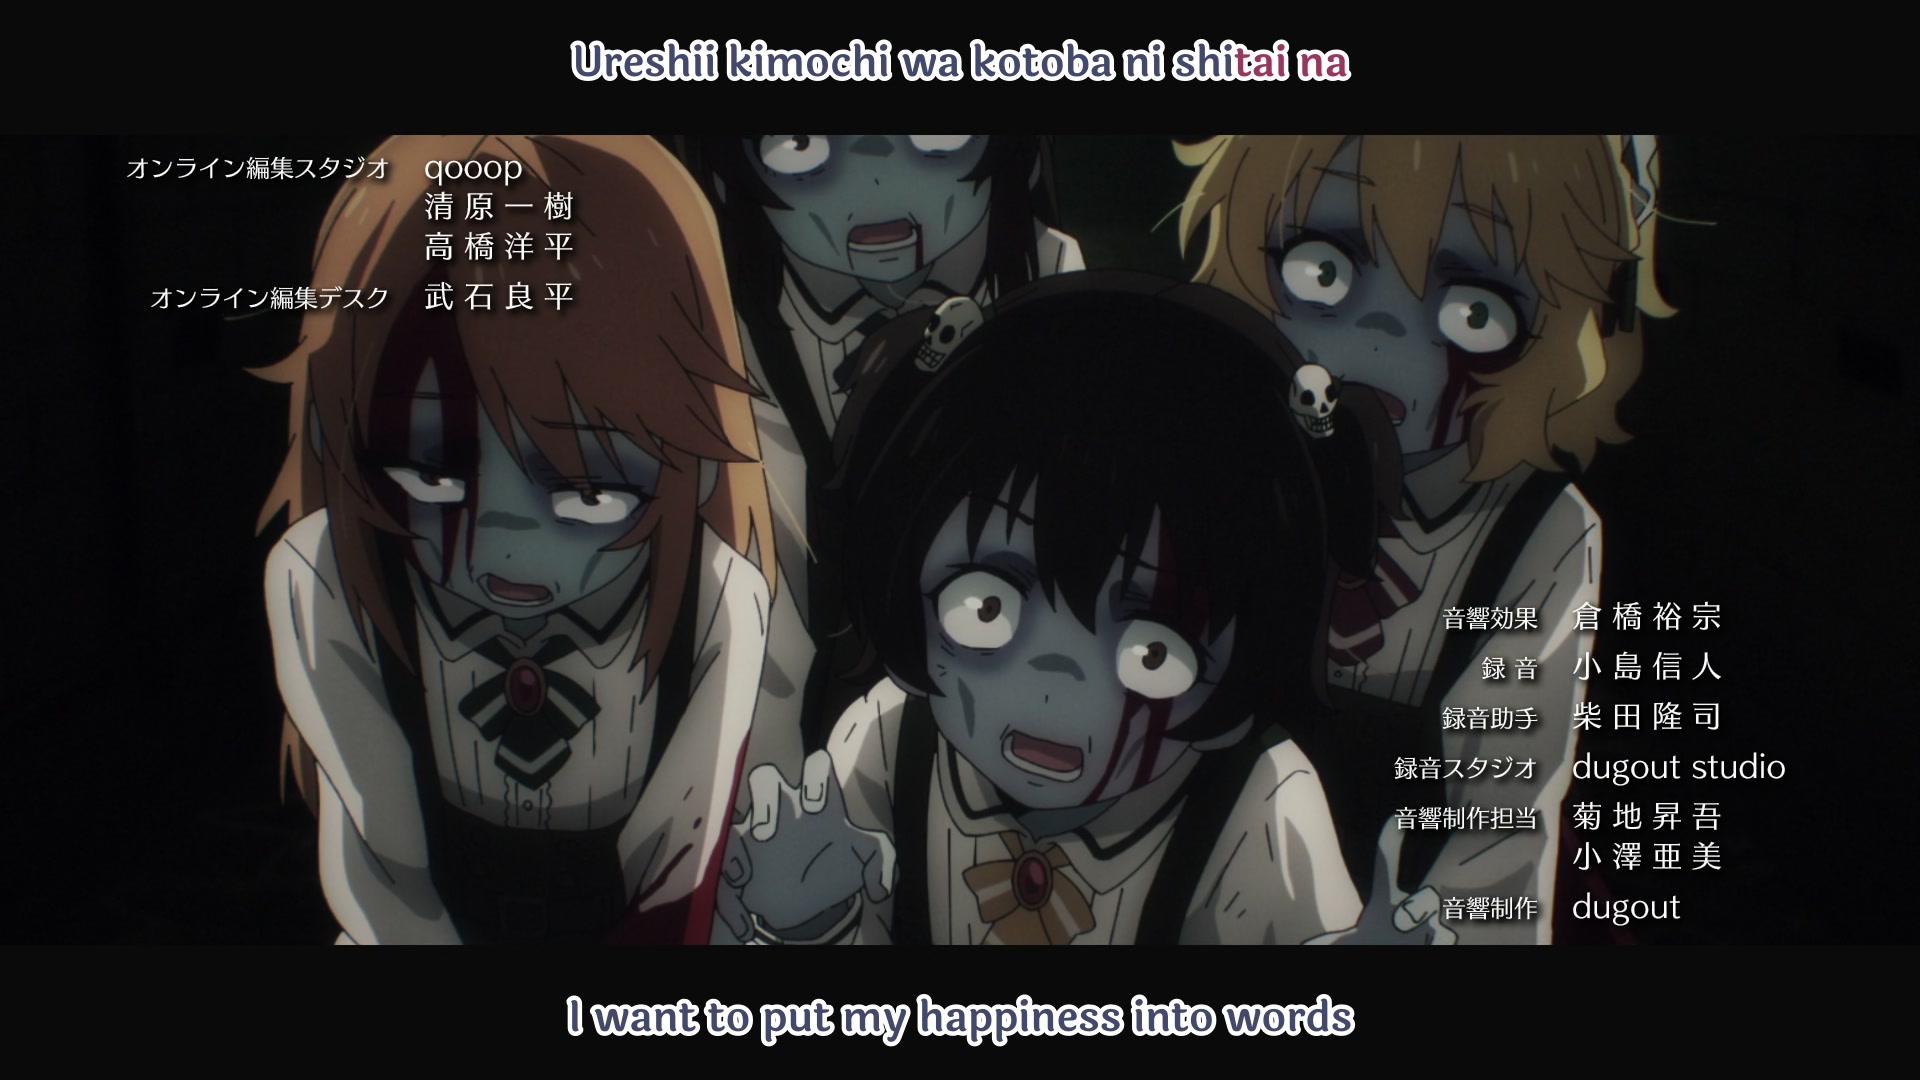 Ureshii kimochi wa kotoba ni shitai na
オンライン編集スタジオ qooop
清原一樹
高橋洋平
オンライン編集デスク 武石良平
音響効果 倉橋裕宗
録音 小島信人
録音助手 柴田隆司
録音スタジオ dugout studio
音響制作担当 菊地昇吾
小澤亜美
音響制作 dugout
I want to put my happiness into words